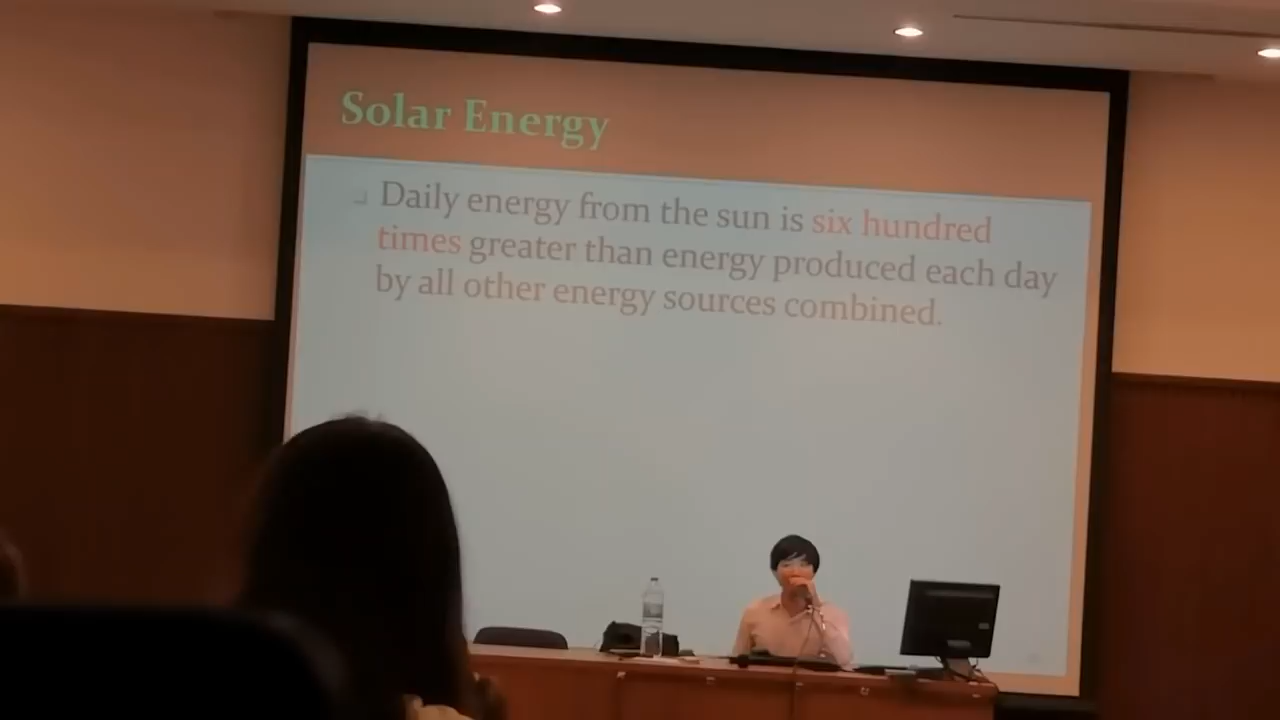 Solar Energy
Daily energy from the sun is six hundred
times greater than energy produced each day
by all other energy sources combined.